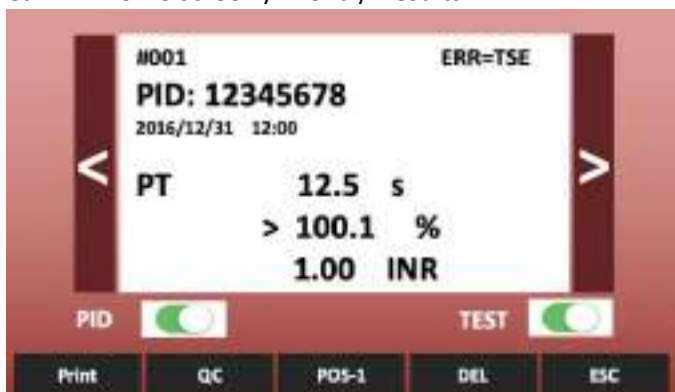 #001 ERR=TSE
PID: 12345678
2016/12/31 12:00
< >
PT 12.5 s
> 100.1 %
1.00 INR
PID TEST
Print QC POS-1 DEL ESC